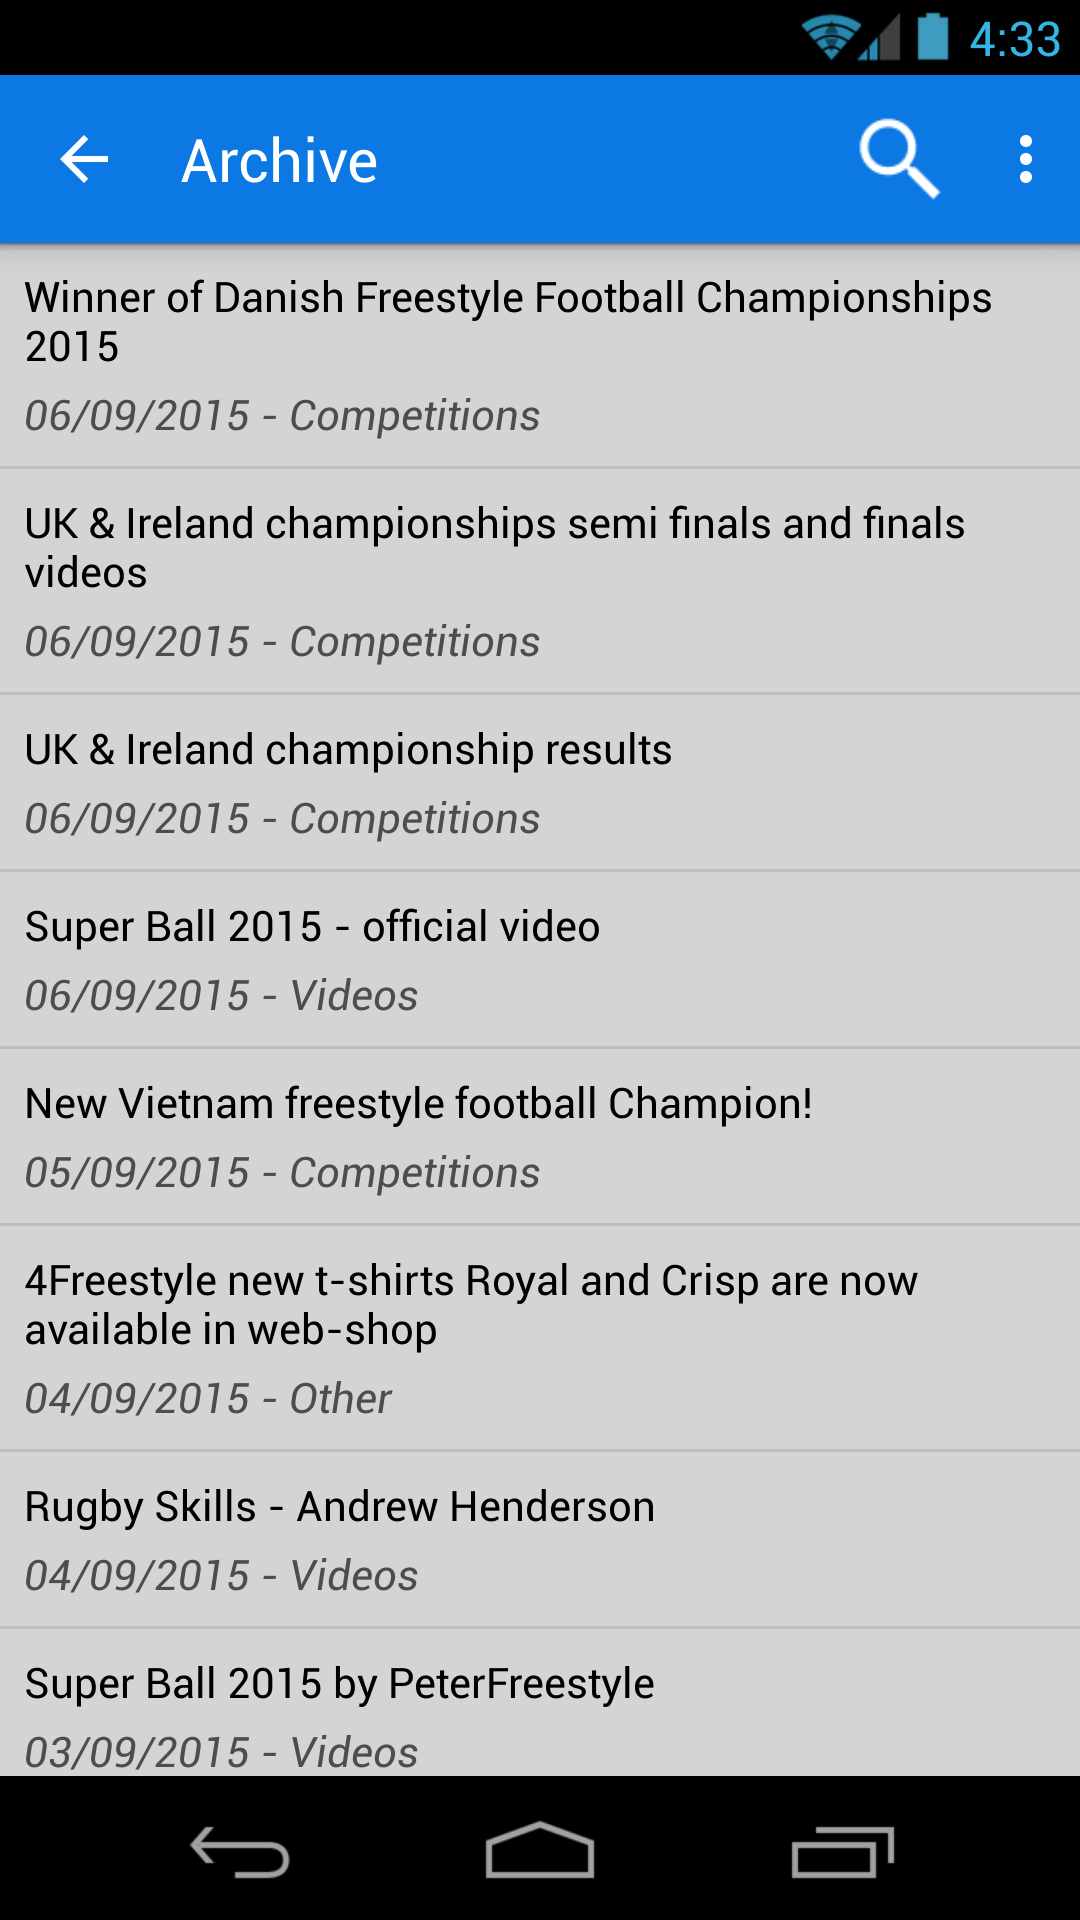 4:33
Archive
Winner of Danish Freestyle Football Championships
2015
06/09/2015 - Competitions
UK & Ireland championships semi finals and finals
videos
06/09/2015 - Competitions
UK & Ireland championship results
06/09/2015 - Competitions
Super Ball 2015 - official video
06/09/2015 - Videos
New Vietnam freestyle football Champion!
05/09/2015 - Competitions
4Freestyle new t-shirts Royal and Crisp are now
available in web-shop
04/09/2015 - Other
Rugby Skills - Andrew Henderson
04/09/2015 - Videos
Super Ball 2015 by PeterFreestyle
03/09/2015 - Videos